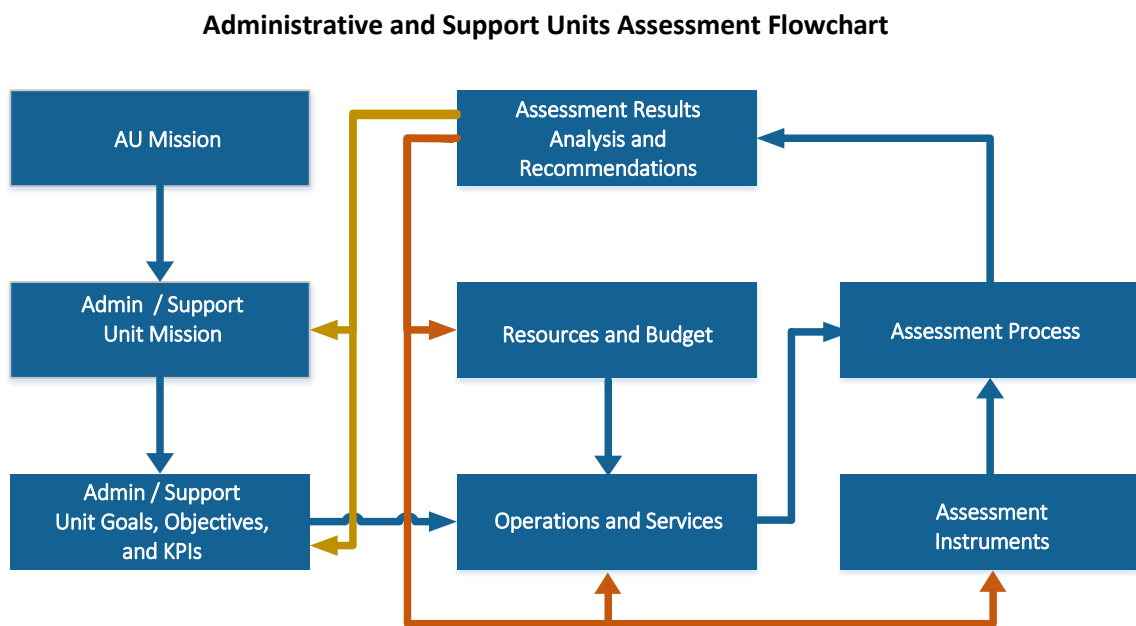 Administrative and Support Units Assessment Flowchart
AU Mission
Assessment Results
Analysis and
Recommendations
Admin / Support
Unit Mission
Resources and Budget
Assessment Process
Admin / Support
Unit Goals, Objectives,
and KPIs
Operations and Services
Assessment
Instruments